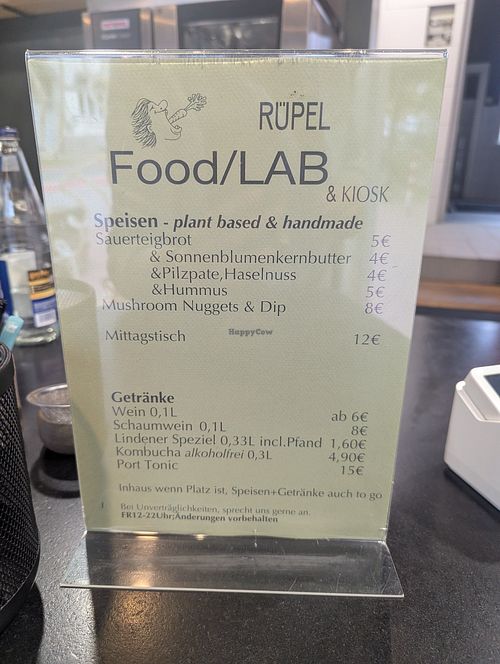 RÜPEL
Food/LAB
& KIOSK
Speisen - plant based & handmade
Sauerteigbrot 5€
& Sonnenblumenkernbutter 4€
&Pilzpate,Haselnuss 4€
&Hummus 5€
Mushroom Nuggets & Dip 8€
HappyCow
Mittagstisch 12€
Getränke
Wein 0,1L ab 6€
Schaumwein 0,1L 8€
Lindener Speziel 0,33L incl.Pfand 1,60€
Kombucha alkoholfrei 0,3L 4,90€
Port Tonic 15€
Inhaus wenn Platz ist, Speisen+Getränke auch to go
Bei Unverträglichkeiten, sprecht uns gerne an.
FR12-22Uhr;Änderungen vorbehalten